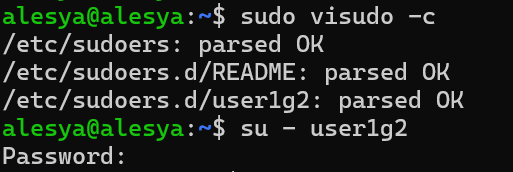 alesya@alesya:~$ sudo visudo -c
/etc/sudoers: parsed OK
/etc/sudoers.d/README: parsed OK
/etc/sudoers.d/user1g2: parsed OK
alesya@alesya:~$ su - user1g2
Password: